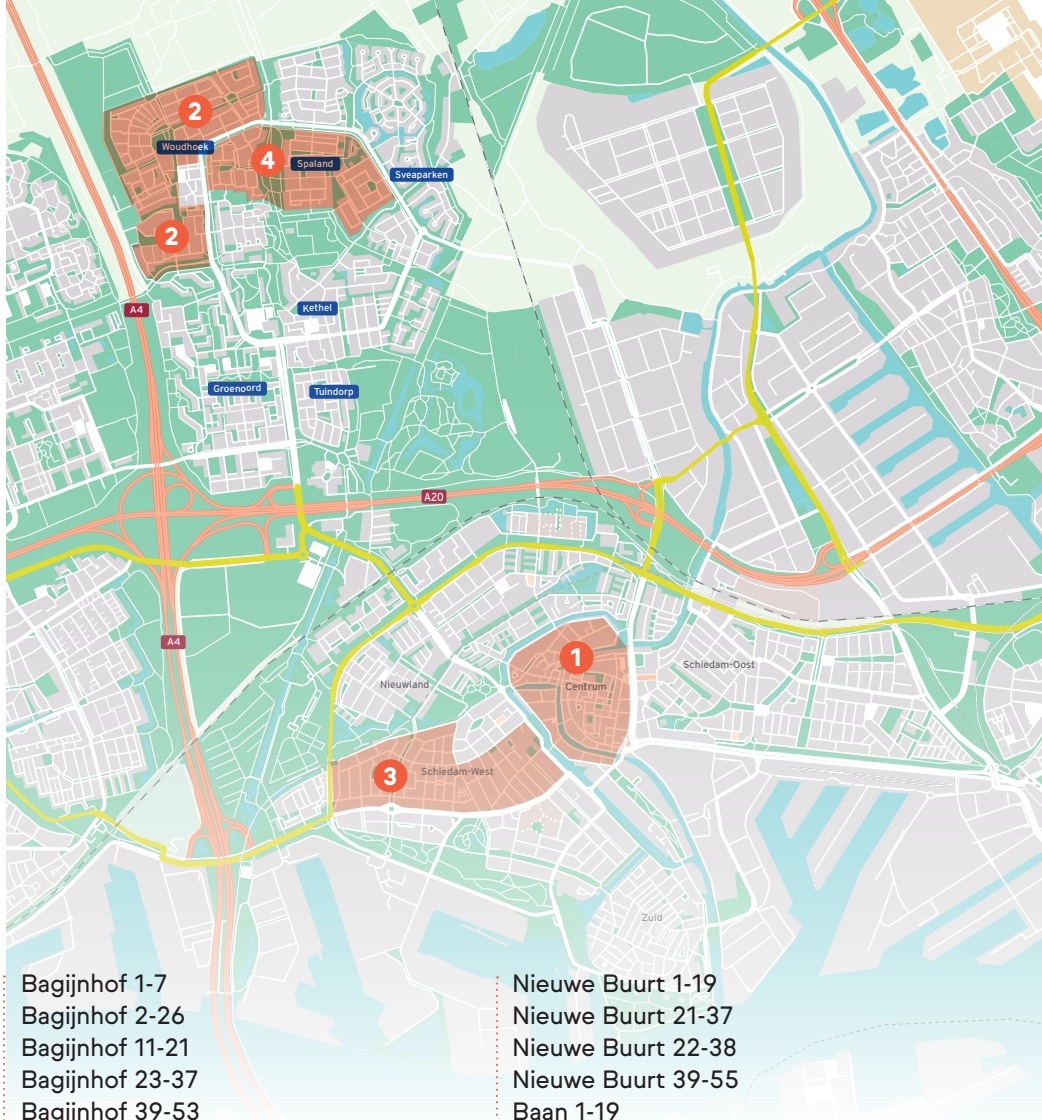 2
Woudhoek
4
Spaland
Sveaparken
2
A4
Kethel
Groenoord
Tuindorp
A20
A4
1
Centrum
Schiedam-Oost
Nieuwland
3
Schiedam-West
Zuid
Bagijnhof 1-7
Bagijnhof 2-26
Bagijnhof 11-21
Bagijnhof 23-37
Bagijnhof 39-53
Nieuwe Buurt 1-19
Nieuwe Buurt 21-37
Nieuwe Buurt 22-38
Nieuwe Buurt 39-55
Baan 1-19